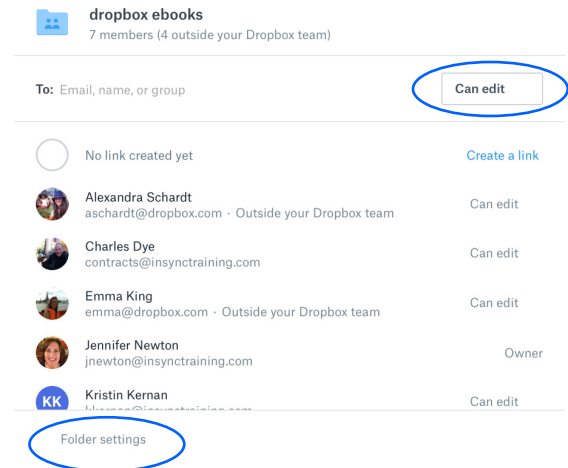 dropbox ebooks
7 members (4 outside your Dropbox team)
To: Email, name, or group
Can edit
No link created yet
Create a link
Alexandra Schardt
aschardt@dropbox.com · Outside your Dropbox team
Can edit
Charles Dye
contracts@insynctraining.com
Can edit
Emma King
emma@dropbox.com · Outside your Dropbox team
Can edit
Jennifer Newton
jnewton@insynctraining.com
Owner
KK
Kristin Kernan
Can edit
Folder settings